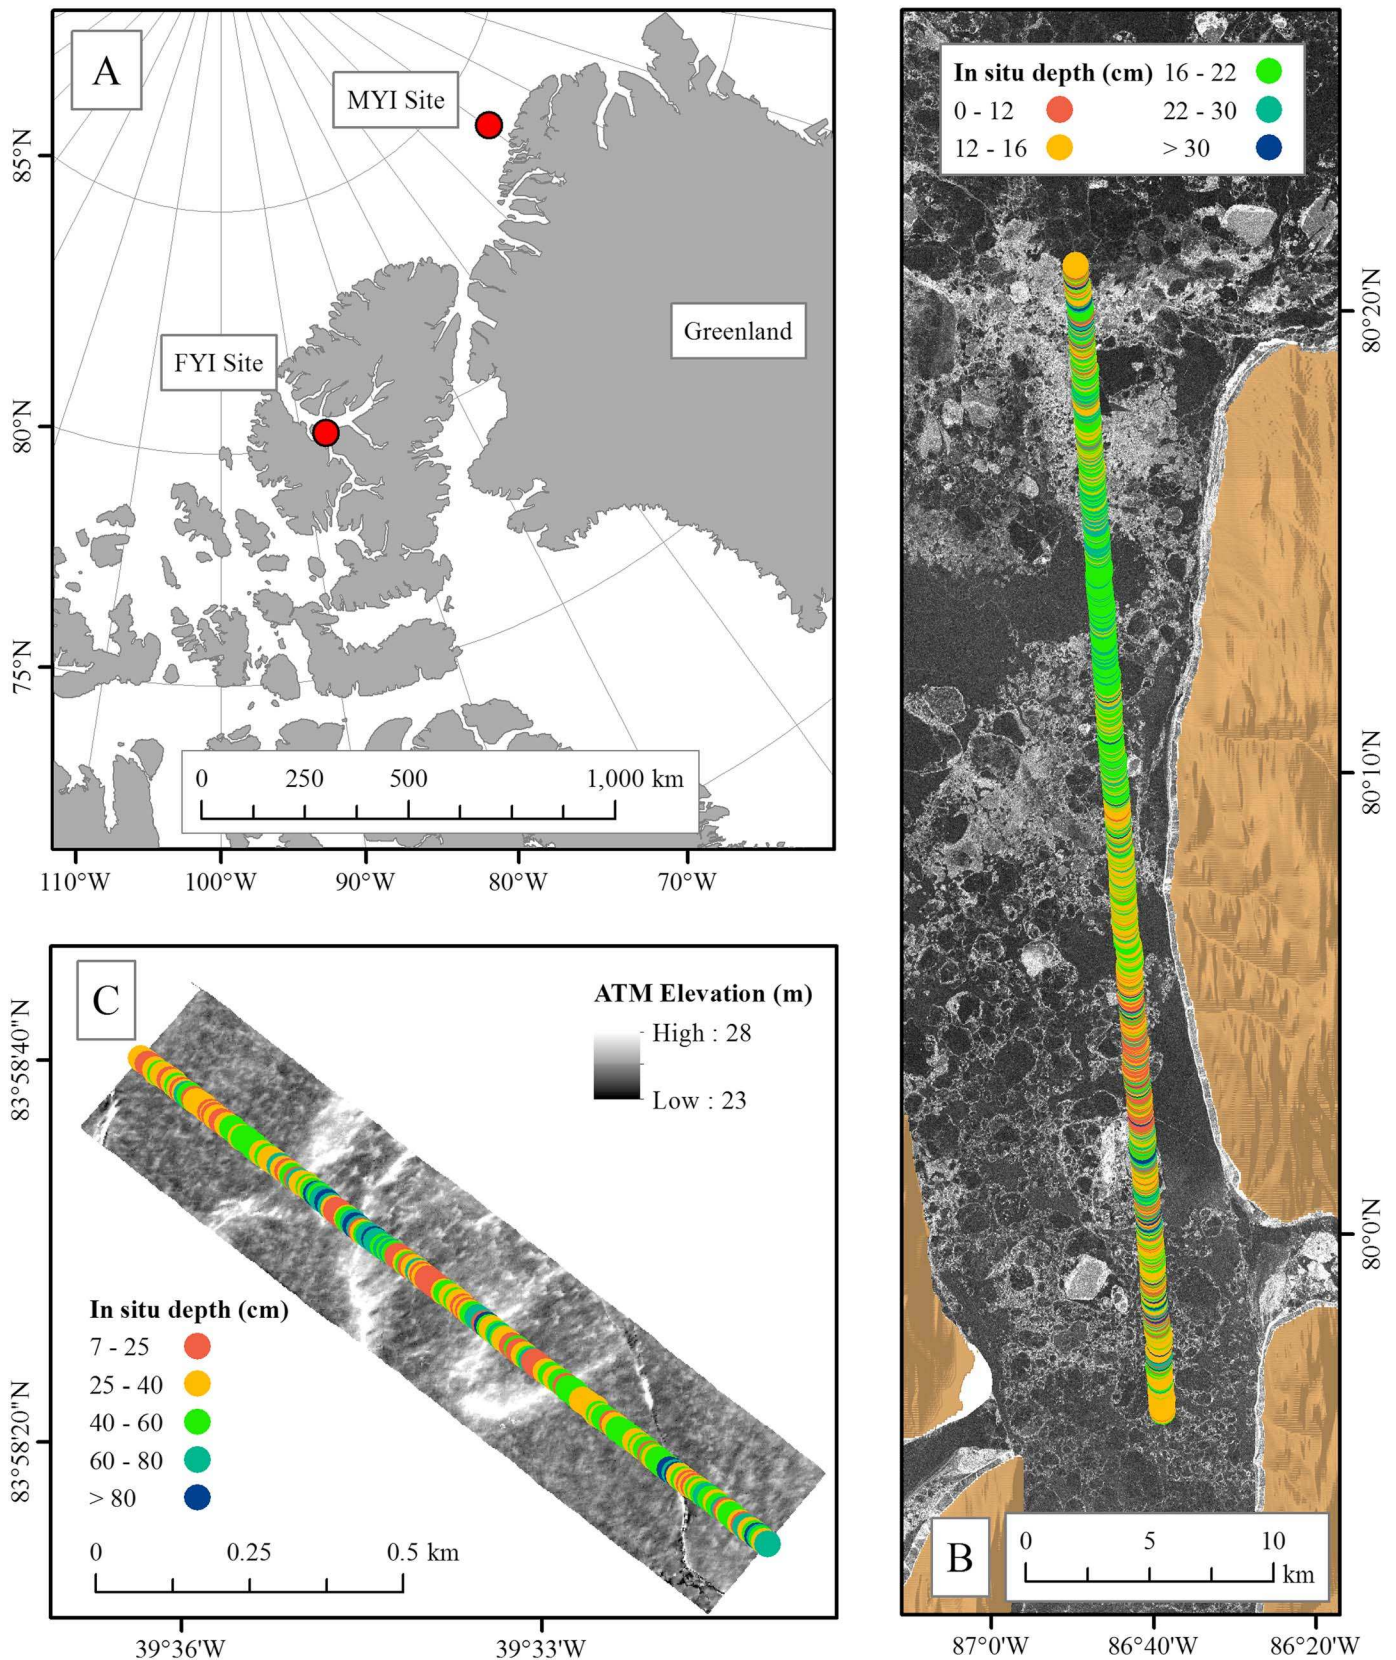 A
MYI Site
FYI Site
Greenland
0 250 500 1,000 km
85°N
80°N
75°N
110°W 100°W 90°W 80°W 70°W
In situ depth (cm)
0 - 12
12 - 16
16 - 22
22 - 30
> 30
80°20'N
80°10'N
80°0'N
B
0 5 10
km
87°0'W 86°40'W 86°20'W
C
ATM Elevation (m)
High : 28
Low : 23
In situ depth (cm)
7 - 25
25 - 40
40 - 60
60 - 80
> 80
0 0.25 0.5 km
83°58'40"N
83°58'20"N
39°36'W 39°33'W